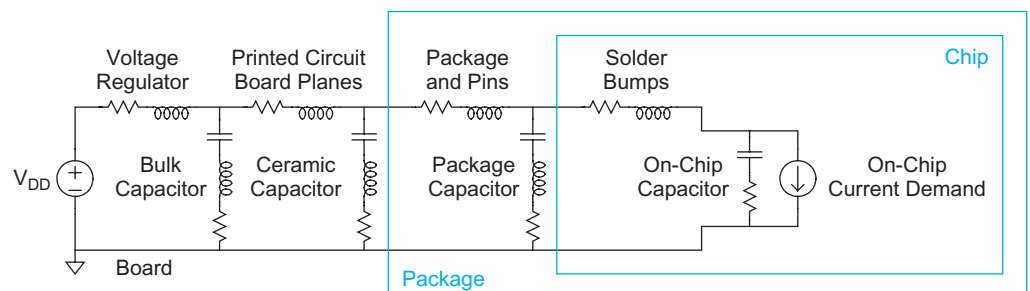 Voltage
Regulator
Printed Circuit
Board Planes
Package
and Pins
Solder
Bumps
Chip
V_DD
+
−
Bulk
Capacitor
Ceramic
Capacitor
Package
Capacitor
On-Chip
Capacitor
On-Chip
Current Demand
Board
Package